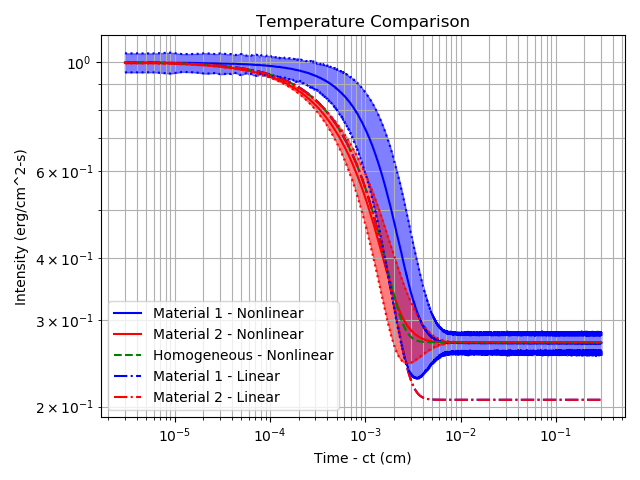 Temperature Comparison
Intensity (erg/cm^2-s)
10⁰
6 × 10⁻¹
4 × 10⁻¹
3 × 10⁻¹
2 × 10⁻¹
Material 1 - Nonlinear
Material 2 - Nonlinear
Homogeneous - Nonlinear
Material 1 - Linear
Material 2 - Linear
10⁻⁵ 10⁻⁴ 10⁻³ 10⁻² 10⁻¹
Time - ct (cm)